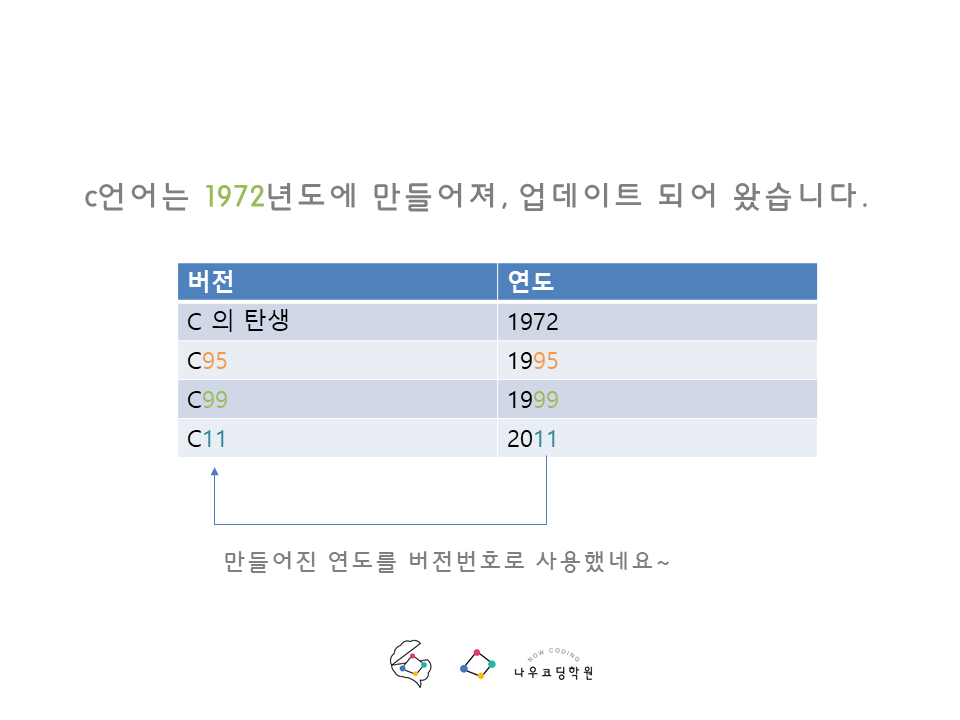 c언어는 1972년도에 만들어져, 업데이트 되어 왔습니다.
버전 연도
C 의 탄생 1972
C95 1995
C99 1999
C11 2011
만들어진 연도를 버전번호로 사용했네요~
NOW CODING
나우코딩학원